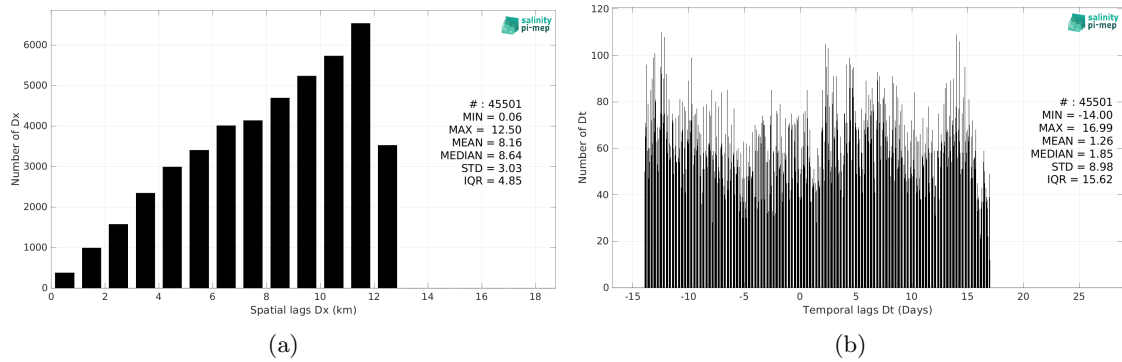 salinity
pi-mep
6000
5000
4000
3000
2000
1000
0
Number of Dx
# : 45501
MIN = 0.06
MAX = 12.50
MEAN = 8.16
MEDIAN = 8.64
STD = 3.03
IQR = 4.85
0 2 4 6 8 10 12 14 16 18
Spatial lags Dx (km)
(a)
salinity
pi-mep
120
100
80
60
40
20
0
Number of Dt
# : 45501
MIN = -14.00
MAX = 16.99
MEAN = 1.26
MEDIAN = 1.85
STD = 8.98
IQR = 15.62
-15 -10 -5 0 5 10 15 20 25
Temporal lags Dt (Days)
(b)